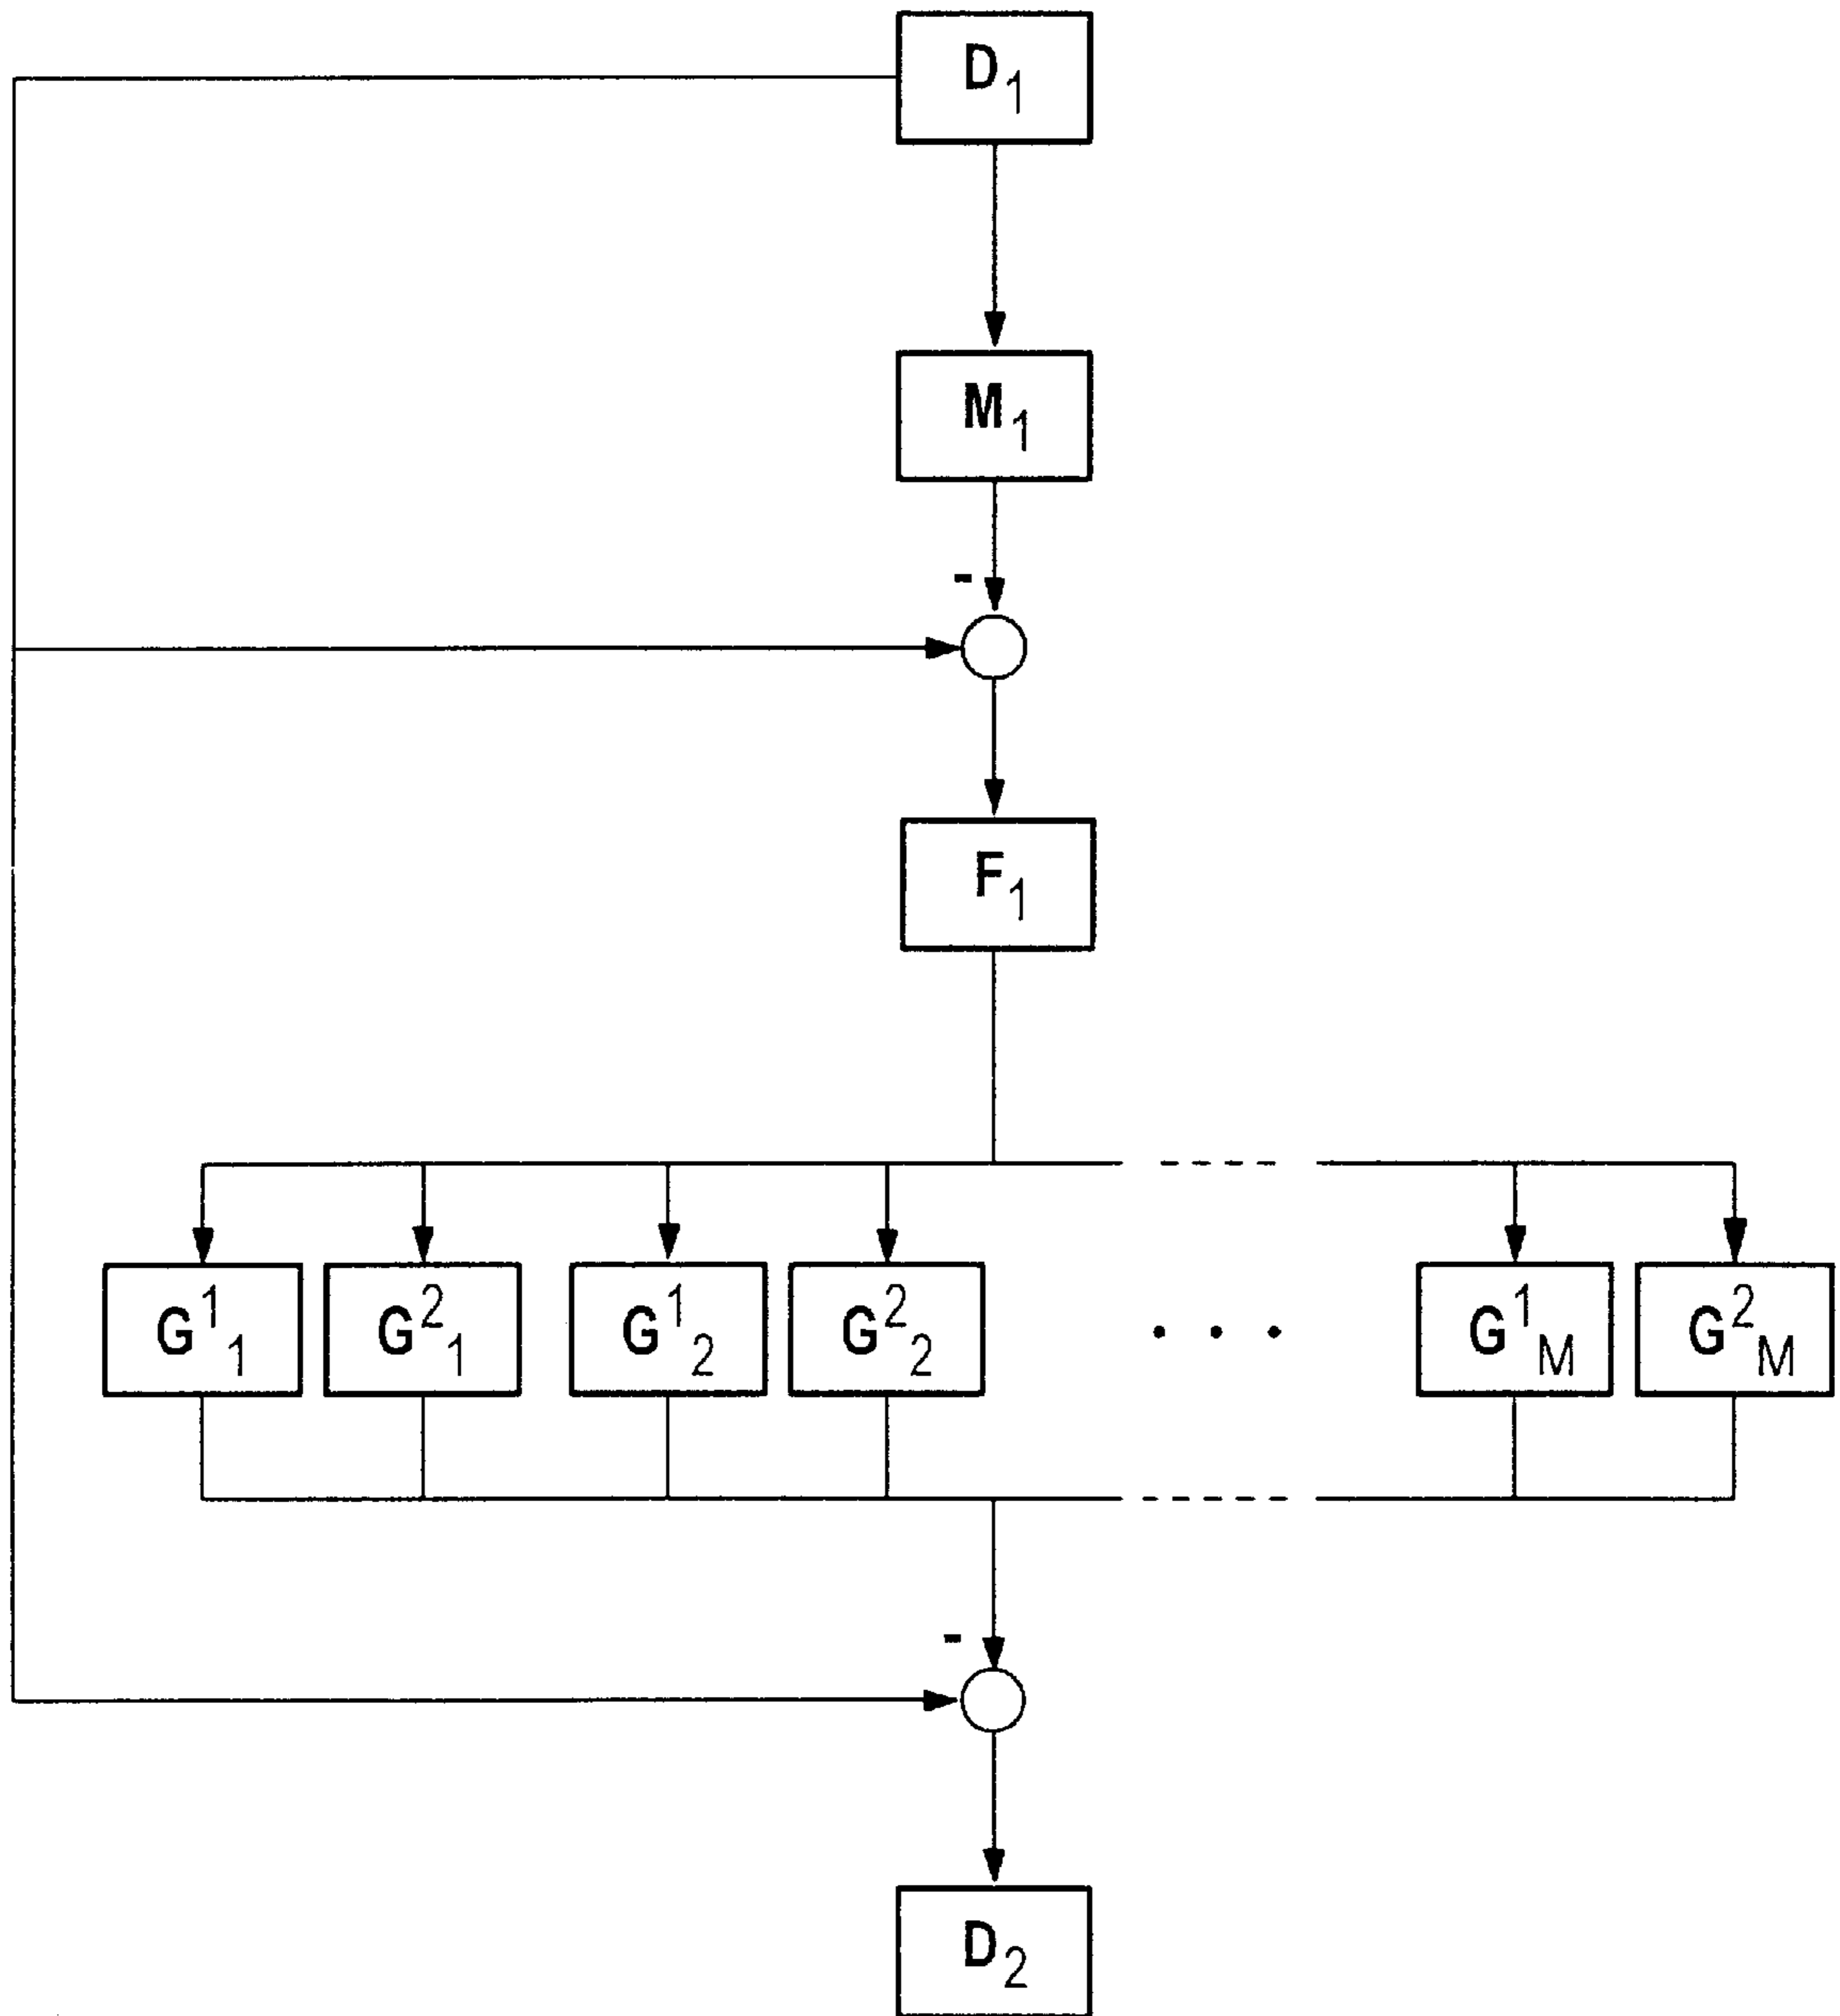 D₁
M₁
-
F₁
G¹₁ G²₁ G¹₂ G²₂ . . . G¹M G²M
-
D₂